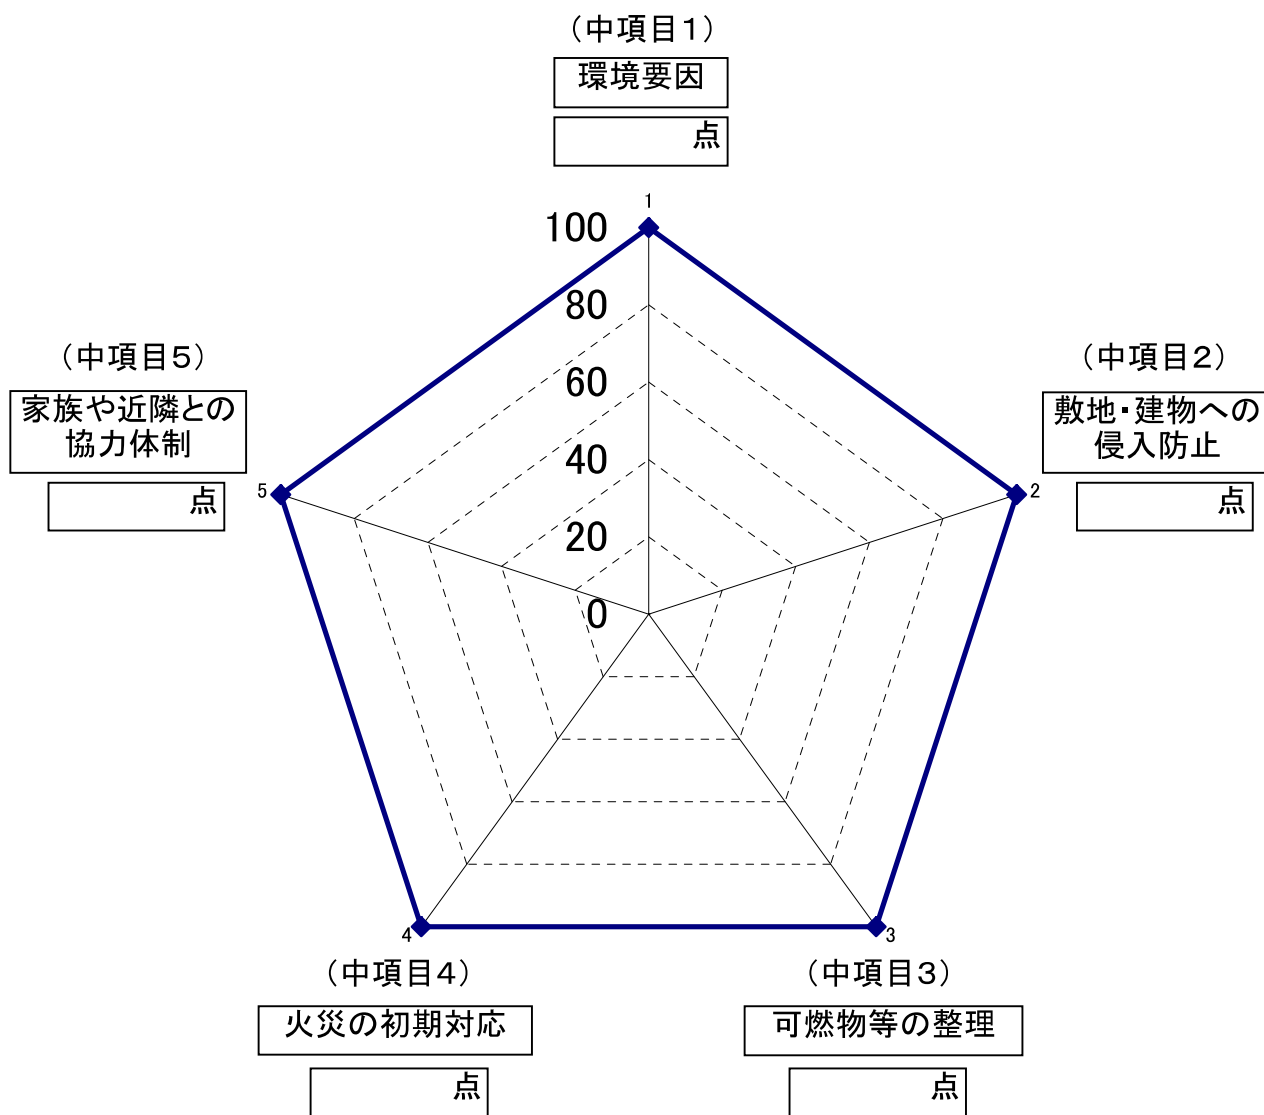 （中項目１）
環境要因
点
1
100
80
60
40
20
0
（中項目５）
家族や近隣との
協力体制
点
5
（中項目２）
敷地・建物への
侵入防止
点
2
4
（中項目４）
火災の初期対応
点
3
（中項目３）
可燃物等の整理
点